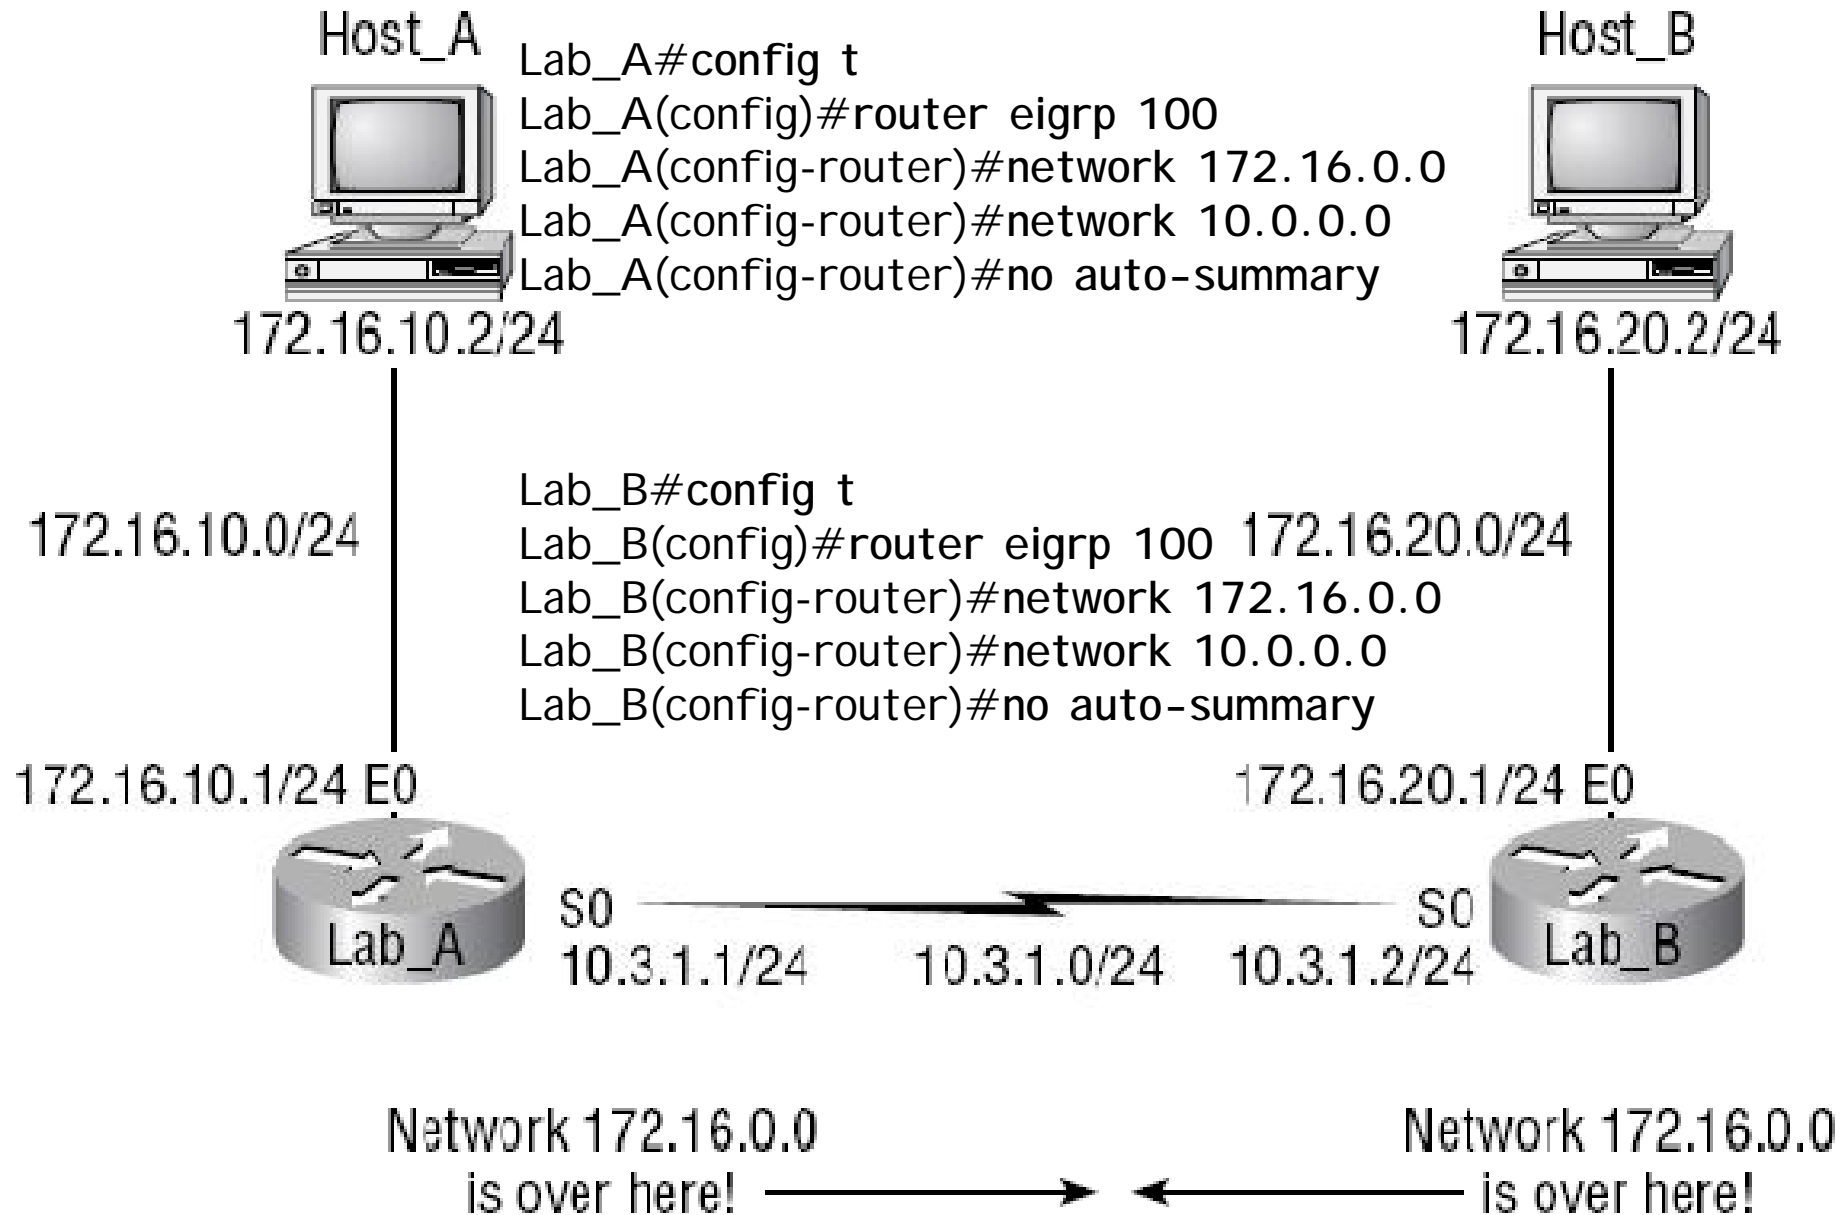 Host_A
Host_B
Lab_A#config t
Lab_A(config)#router eigrp 100
Lab_A(config-router)#network 172.16.0.0
Lab_A(config-router)#network 10.0.0.0
Lab_A(config-router)#no auto-summary
172.16.10.2/24
172.16.20.2/24
Lab_B#config t
172.16.10.0/24
Lab_B(config)#router eigrp 100
172.16.20.0/24
Lab_B(config-router)#network 172.16.0.0
Lab_B(config-router)#network 10.0.0.0
Lab_B(config-router)#no auto-summary
172.16.10.1/24 E0
172.16.20.1/24 E0
Lab_A
S0
S0
Lab_B
10.3.1.1/24
10.3.1.0/24
10.3.1.2/24
Network 172.16.0.0
is over here!
Network 172.16.0.0
is over here!